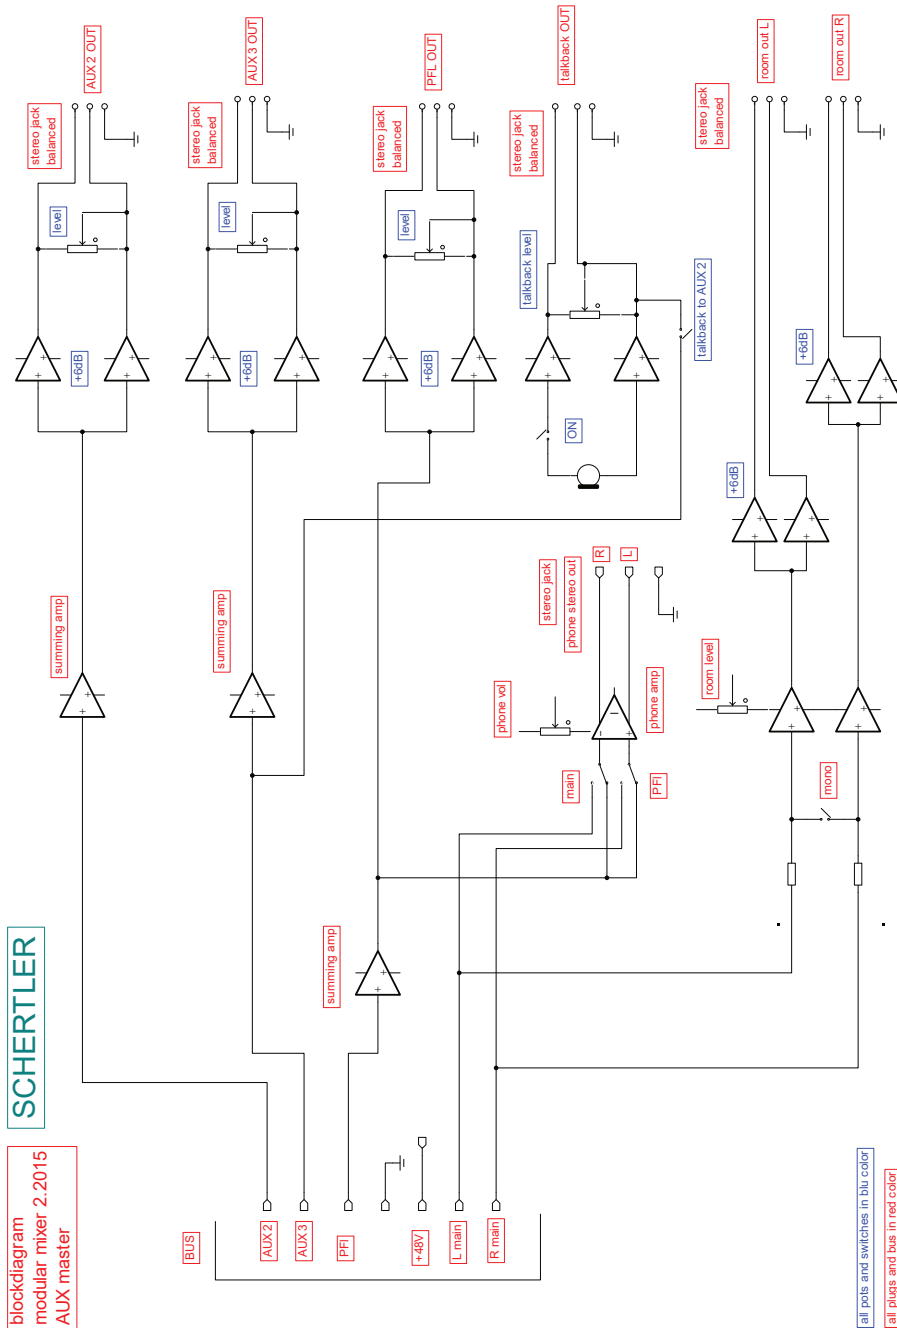 blockdiagram
modular mixer 2.2015
AUX master
SCHERTLER
BUS
AUX 2
AUX 3
PFl
+48V
L main
R main
summing amp
summing amp
summing amp
+6dB
level
stereo jack
balanced
AUX 2 OUT
+6dB
level
stereo jack
balanced
AUX 3 OUT
+6dB
level
stereo jack
balanced
PFL OUT
ON
talkback level
talkback to AUX 2
stereo jack
balanced
talkback OUT
main
PFl
phone vol
phone amp
stereo jack
phone stereo out
R
L
mono
room level
+6dB
+6dB
stereo jack
balanced
room out L
room out R
all pots and switches in blu color
all plugs and bus in red color